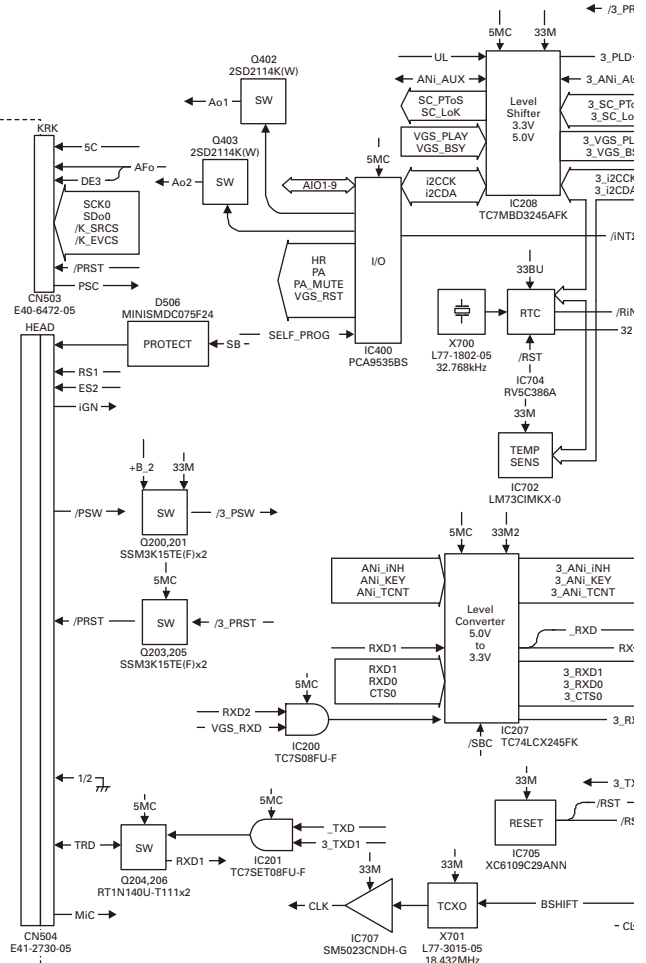 /3_PR
5MC
33M
UL
3_PLD
ANi_AUX
3_ANi_AU
SC_PToS
SC_LoK
3_SC_PTo
3_SC_Lo
Level
Shifter
3.3V
5.0V
VGS_PLAY
VGS_BSY
3_VGS_PL
3_VGS_BS
i2CCK
i2CDA
3_i2CCK
3_i2CDA
IC208
TC7MBD3245AFK
Q402
2SD2114K(W)
SW
Ao1
Q403
2SD2114K(W)
SW
Ao2
5MC
AIO1-9
I/O
HR
PA
PA_MUTE
VGS_RST
SELF_PROG
IC400
PCA9535BS
/iNT2
KRK
5C
AFo
DE3
SCK0
SDo0
/K_SRCS
/K_EVCS
/PRST
PSC
CN503
E40-6472-05
D506
MINISMDC075F24
PROTECT
SB
HEAD
RS1
ES2
iGN
33BU
RTC
X700
L77-1802-05
32.768kHz
/RiN
32
/RST
IC704
RV5C386A
33M
TEMP
SENS
IC702
LM73CIMKX-0
+B_2
33M
/PSW
SW
/3_PSW
Q200,201
SSM3K15TE(F)x2
5MC
/PRST
SW
/3_PRST
Q203,205
SSM3K15TE(F)x2
5MC
33M2
ANi_iNH
ANi_KEY
ANi_TCNT
3_ANi_iNH
3_ANi_KEY
3_ANi_TCNT
Level
Converter
5.0V
to
3.3V
_RXD
RXD1
RX
RXD1
RXD0
CTS0
3_RXD1
3_RXD0
3_CTS0
5MC
RXD2
VGS_RXD
3_RX
IC200
TC7S08FU-F
/SBC
IC207
TC74LCX245FK
1/2
33M
3_TX
/RST
RESET
/RS
IC705
XC6109C29ANN
5MC
5MC
TRD
SW
RXD1
_TXD
3_TXD1
IC201
TC7SET08FU-F
Q204,206
RT1N140U-T111x2
MiC
CN504
E41-2730-05
33M
CLK
IC707
SM5023CNDH-G
33M
TCXO
BSHIFT
X701
L77-3015-05
18.432MHz